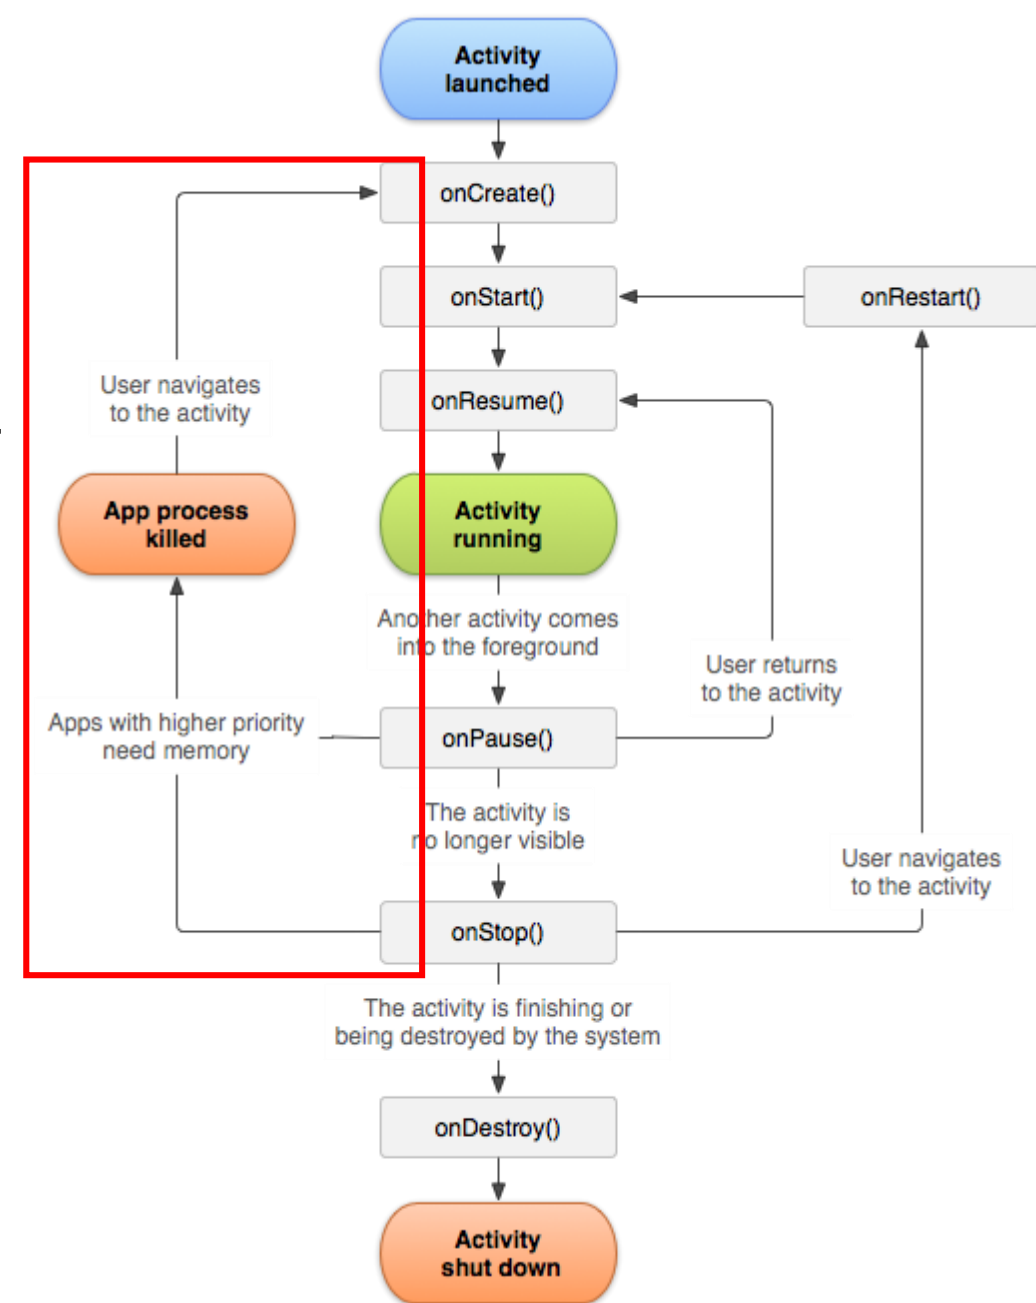 Activity
launched
onCreate()
onStart()
onRestart()
User navigates
to the activity
onResume()
App process
killed
Activity
running
Another activity comes
into the foreground
User returns
to the activity
Apps with higher priority
need memory
onPause()
The activity is
no longer visible
User navigates
to the activity
onStop()
The activity is finishing or
being destroyed by the system
onDestroy()
Activity
shut down